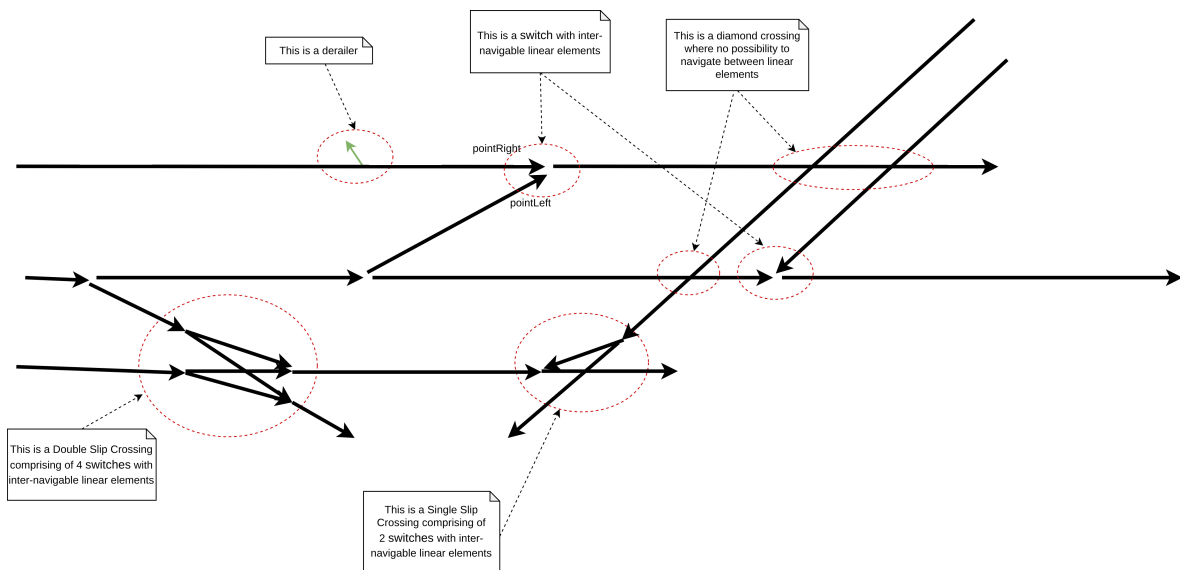 This is a derailer
This is a switch with inter-
navigable linear elements
This is a diamond crossing
where no possibility to
navigate between linear
elements
pointRight
pointLeft
This is a Double Slip Crossing
comprising of 4 switches with
inter-navigable linear elements
This is a Single Slip
Crossing comprising of
2 switches with inter-
navigable linear elements